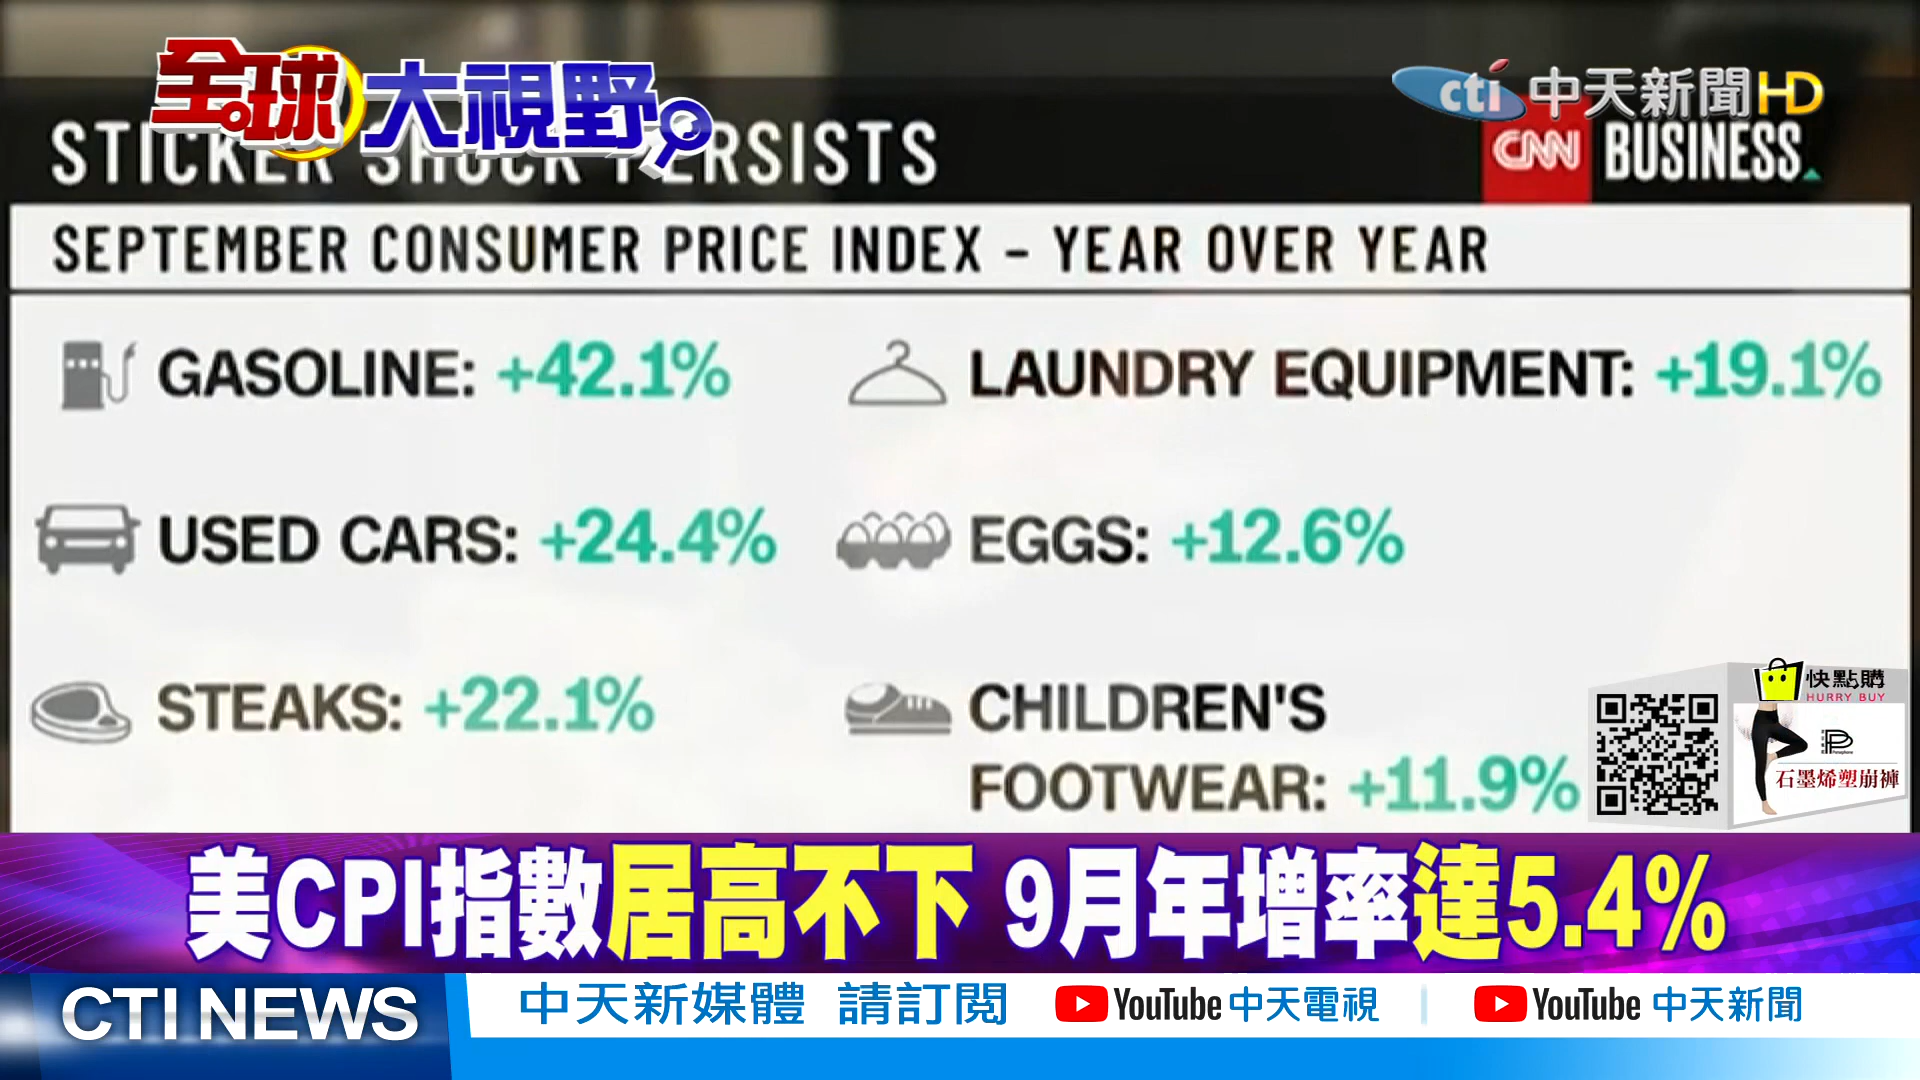 全球大視野
cti 中天新聞HD
STICKER SHOCK PERSISTS
CNN BUSINESS
SEPTEMBER CONSUMER PRICE INDEX – YEAR OVER YEAR
GASOLINE: +42.1%
LAUNDRY EQUIPMENT: +19.1%
USED CARS: +24.4%
EGGS: +12.6%
STEAKS: +22.1%
CHILDREN'S
FOOTWEAR: +11.9%
快點購
HURRY BUY
石墨烯塑崩褲
美CPI指數居高不下 9月年增率達5.4%
CTI NEWS
中天新媒體 請訂閱 YouTube 中天電視 | YouTube 中天新聞